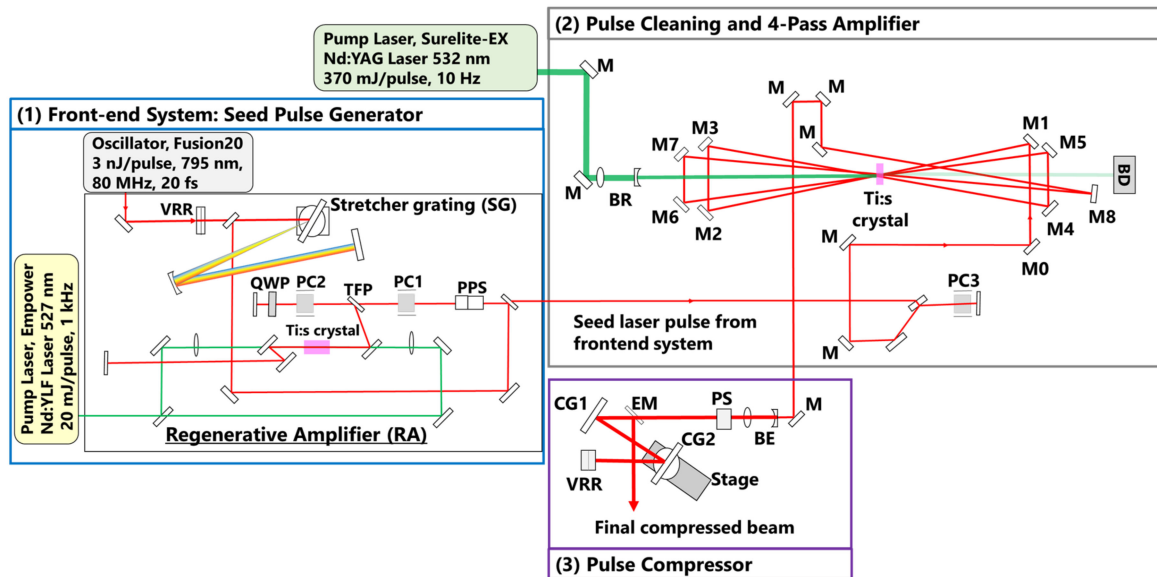 (1) Front-end System: Seed Pulse Generator
Oscillator, Fusion20
3 nJ/pulse, 795 nm,
80 MHz, 20 fs
VRR
Stretcher grating (SG)
Pump Laser, Empower
Nd:YLF Laser 527 nm
20 mJ/pulse, 1 kHz
QWP
PC2
TFP
PC1
PPS
Ti:s crystal
Regenerative Amplifier (RA)
Pump Laser, Surelite-EX
Nd:YAG Laser 532 nm
370 mJ/pulse, 10 Hz
(2) Pulse Cleaning and 4-Pass Amplifier
M
M
M
M
M
BR
M7
M3
M6
M2
Ti:s
crystal
M1
M5
M4
M8
BD
M0
M
M
PC3
Seed laser pulse from
frontend system
CG1
EM
PS
BE
M
CG2
VRR
Stage
Final compressed beam
(3) Pulse Compressor